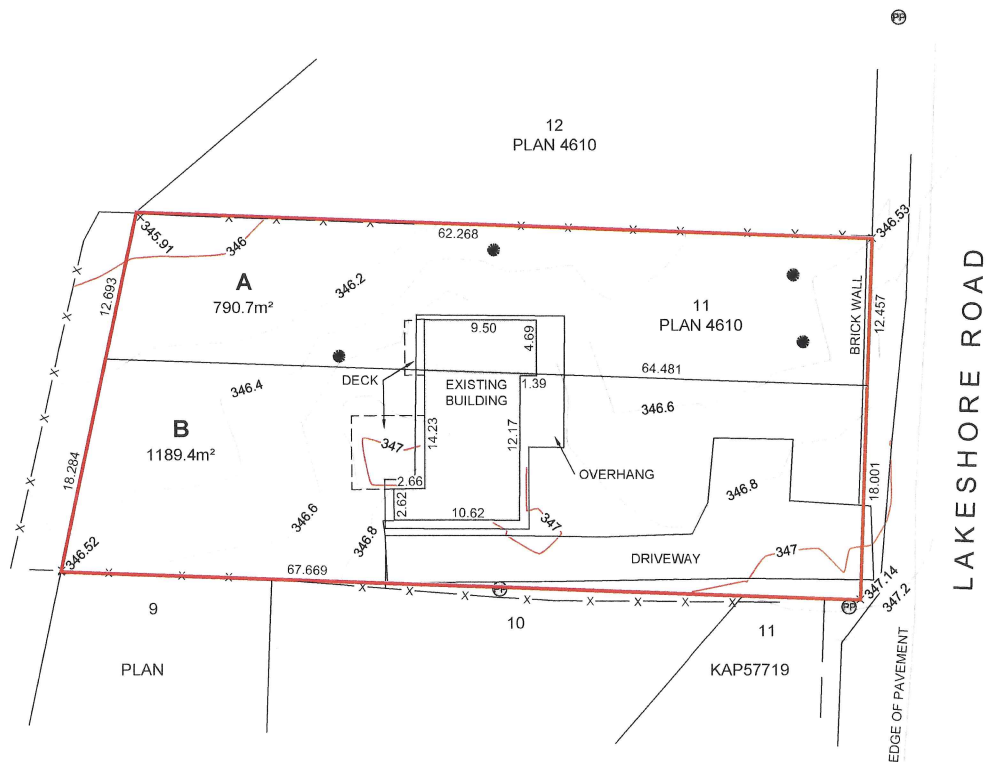 PP
12
PLAN 4610
345.91
346
62.268
346.53
A
790.7m²
346.2
12.693
11
PLAN 4610
BRICK WALL
12.457
LAKESHORE ROAD
9.50
4.69
DECK
EXISTING
BUILDING
1.39
64.481
346.4
346.6
B
1189.4m²
347
14.23
12.17
OVERHANG
18.284
2.66
2.62
10.62
346.6
346.8
347
346.8
18.001
DRIVEWAY
347
346.52
67.669
PP
347.14
347.2
PP
9
10
11
PLAN
KAP57719
EDGE OF PAVEMENT